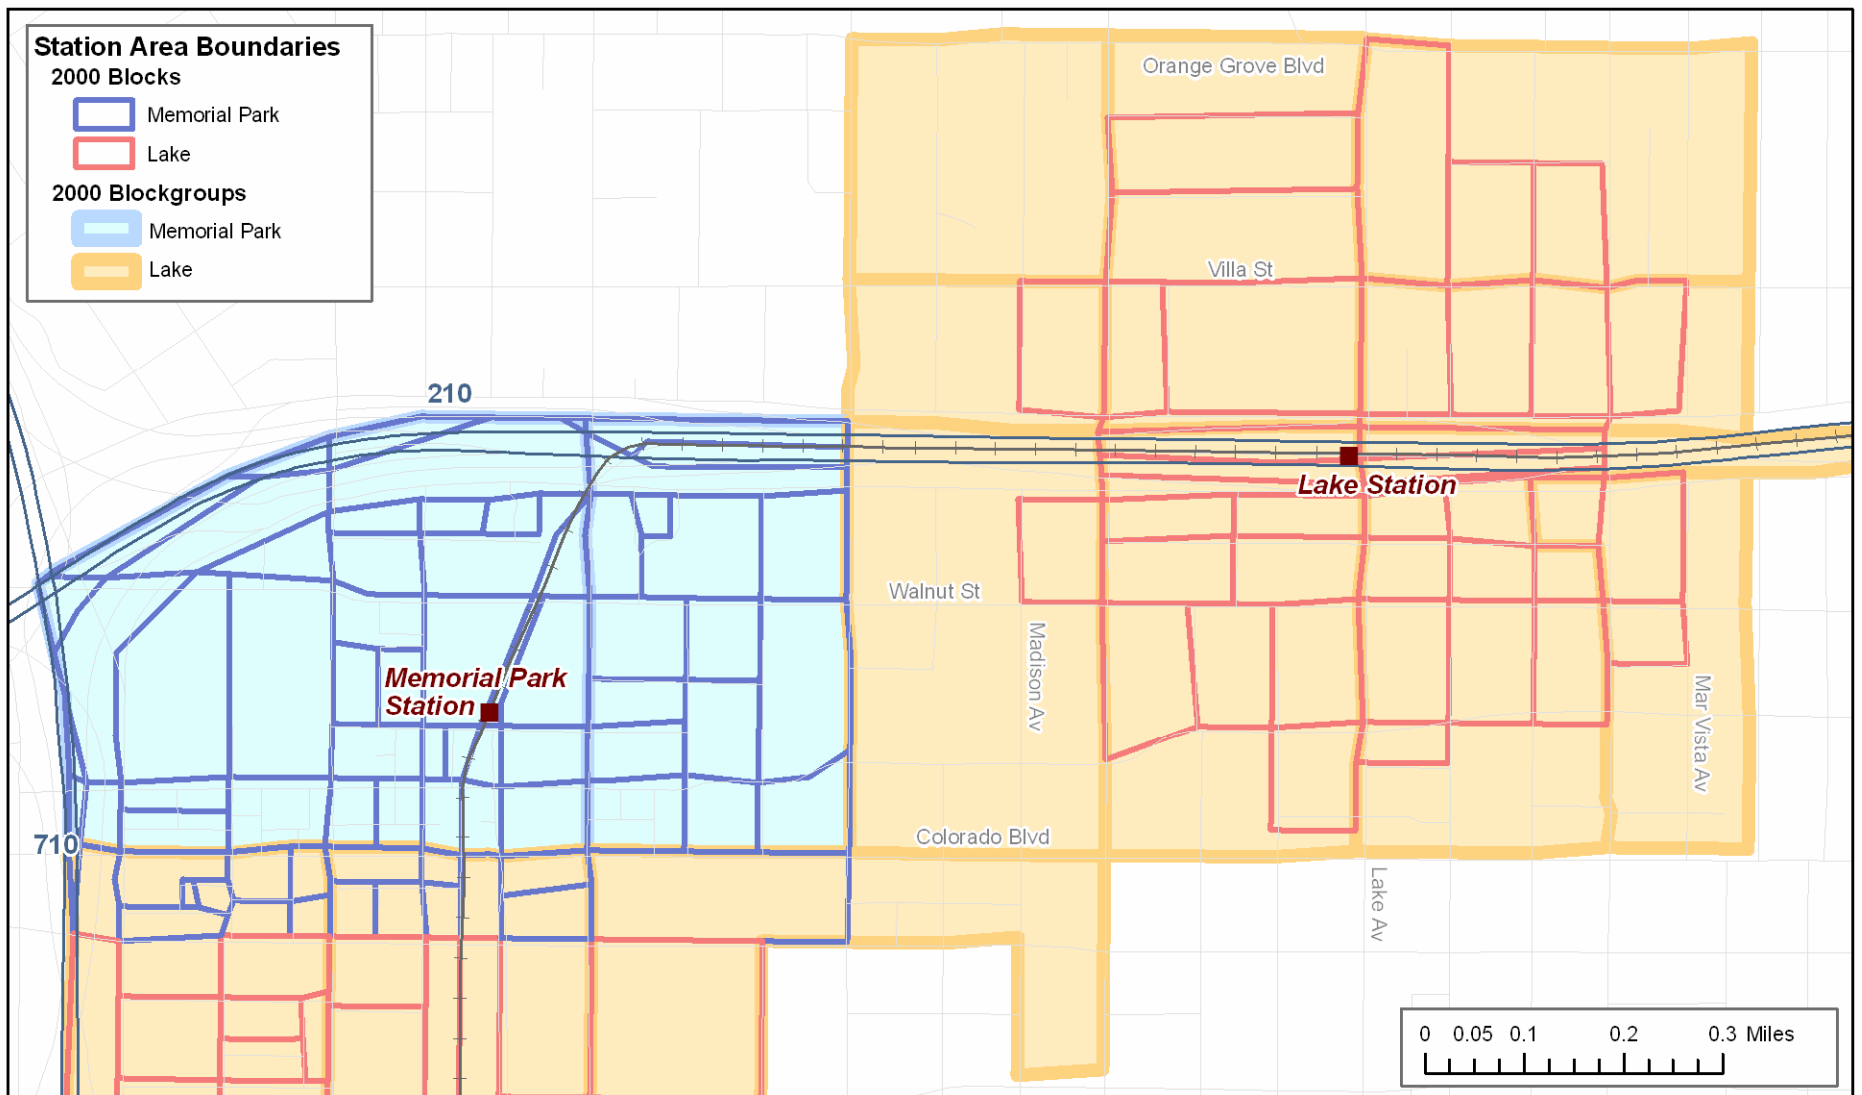 Station Area Boundaries
2000 Blocks
Memorial Park
Lake
2000 Blockgroups
Memorial Park
Lake
Orange Grove Blvd
Villa St
210
Lake Station
Walnut St
Madison Av
Memorial Park
Station
Mar Vista Av
710
Colorado Blvd
Lake Av
0 0.05 0.1 0.2 0.3 Miles